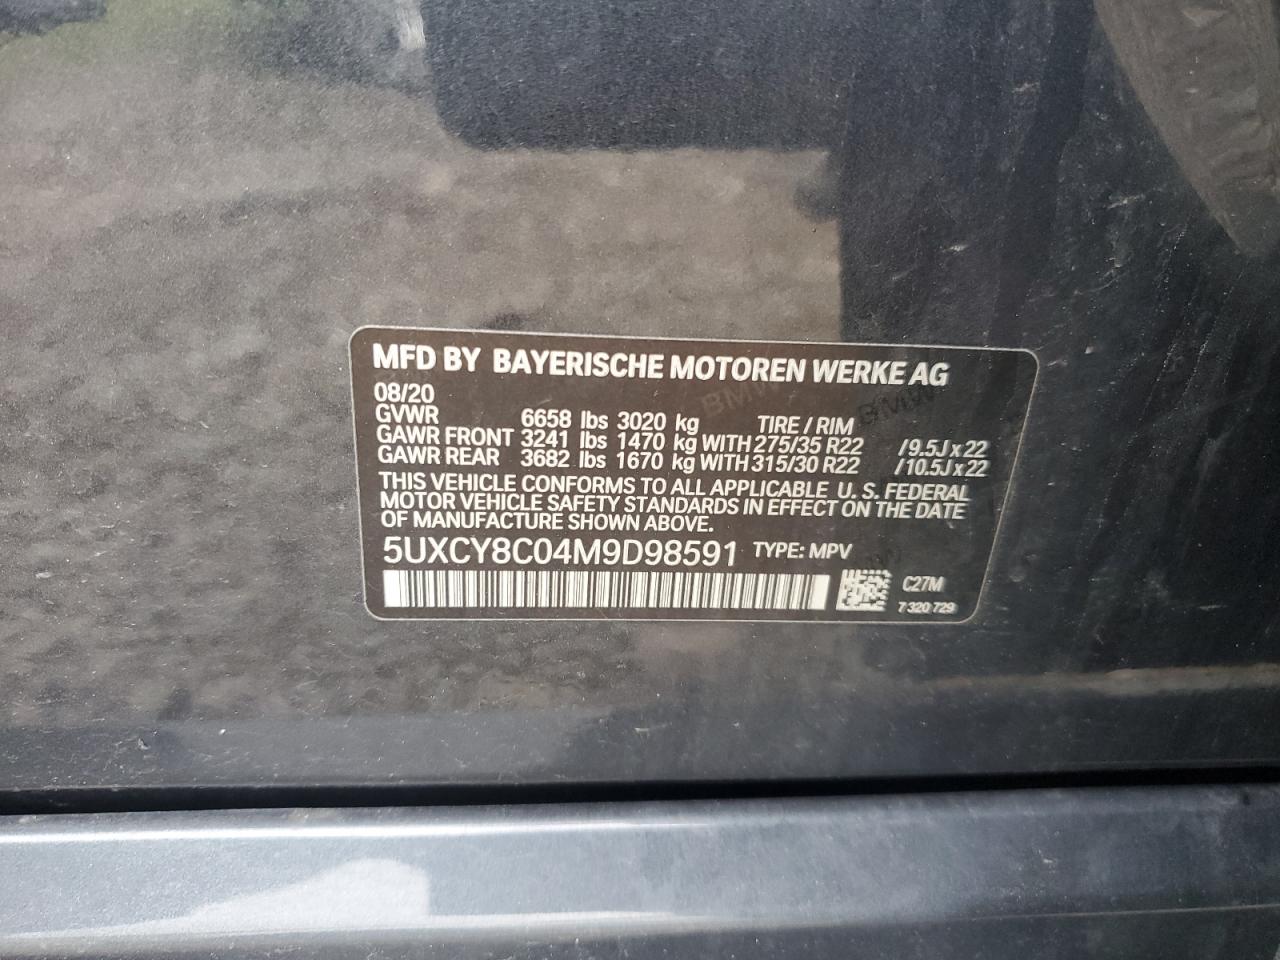 MFD BY BAYERISCHE MOTOREN WERKE AG
08/20
GVWR 6658 lbs 3020 kg TIRE / RIM
GAWR FRONT 3241 lbs 1470 kg WITH 275/35 R22 / 9.5J x 22
GAWR REAR 3682 lbs 1670 kg WITH 315/30 R22 / 10.5J x 22
THIS VEHICLE CONFORMS TO ALL APPLICABLE U. S. FEDERAL
MOTOR VEHICLE SAFETY STANDARDS IN EFFECT ON THE DATE
OF MANUFACTURE SHOWN ABOVE.
5UXCY8C04M9D98591 TYPE: MPV
C27M
7 320 729
BMW
BMW